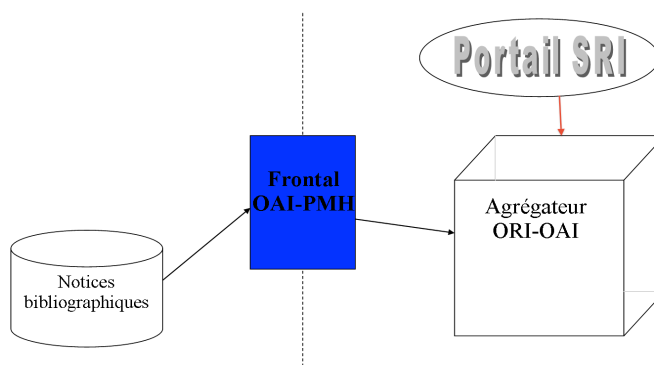 Portail SRI
Frontal
OAI-PMH
Agrégateur
ORI-OAI
Notices
bibliographiques